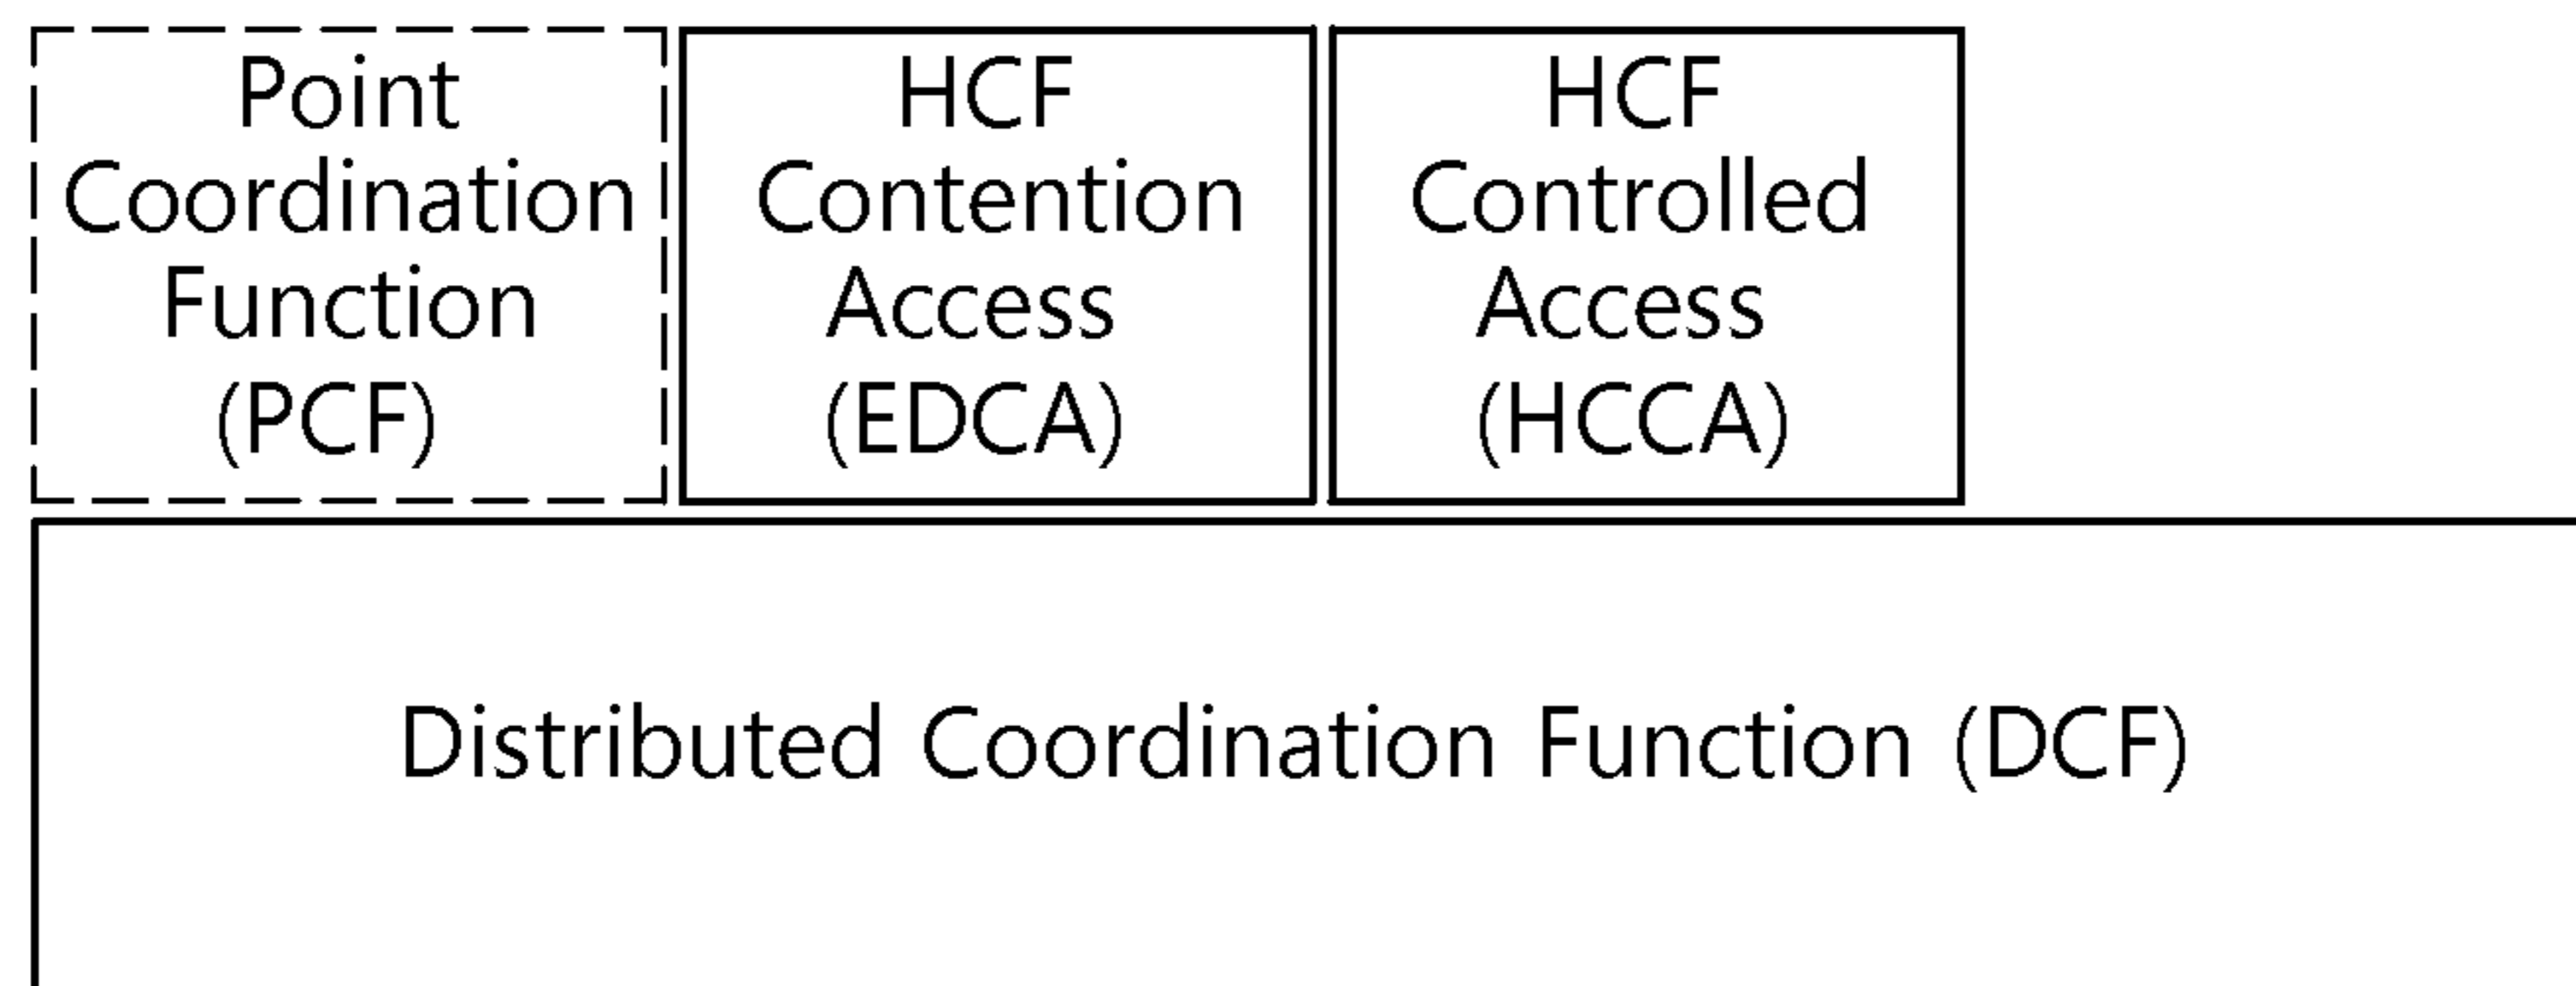 Point
Coordination
Function
(PCF)
HCF
Contention
Access
(EDCA)
HCF
Controlled
Access
(HCCA)
Distributed Coordination Function (DCF)